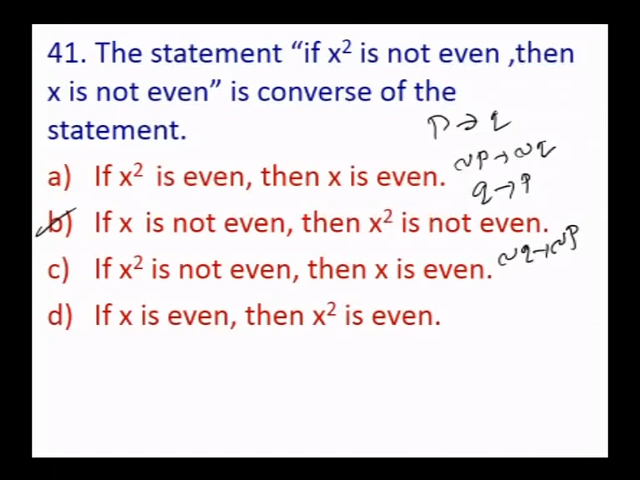 41. The statement “if x² is not even ,then
x is not even” is converse of the
statement.
p → q
a) If x² is even, then x is even.
~p → ~q
q → p
b) If x is not even, then x² is not even.
c) If x² is not even, then x is even.
~q → ~p
d) If x is even, then x² is even.